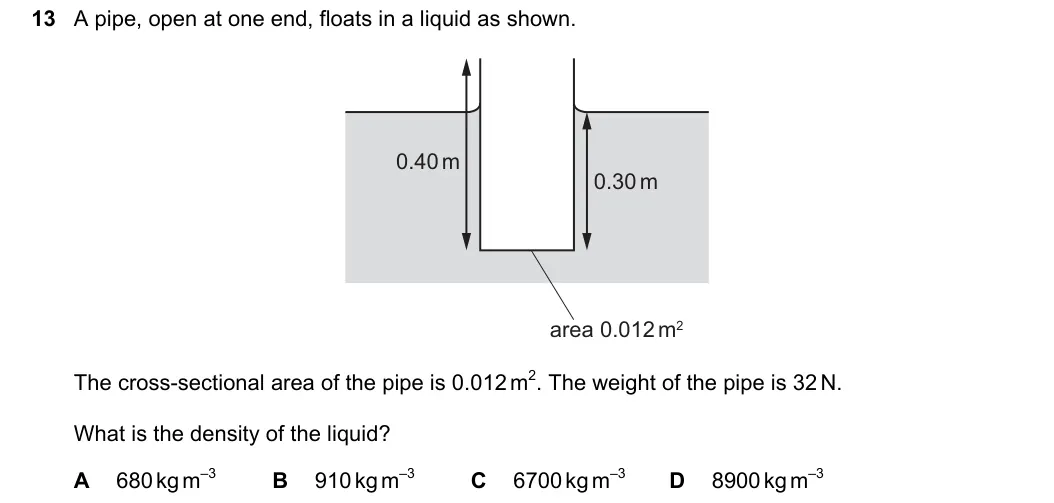 13 A pipe, open at one end, floats in a liquid as shown.
0.40 m
0.30 m
area 0.012 m²
The cross-sectional area of the pipe is 0.012 m². The weight of the pipe is 32 N.
What is the density of the liquid?
A 680 kg m⁻³ B 910 kg m⁻³ C 6700 kg m⁻³ D 8900 kg m⁻³